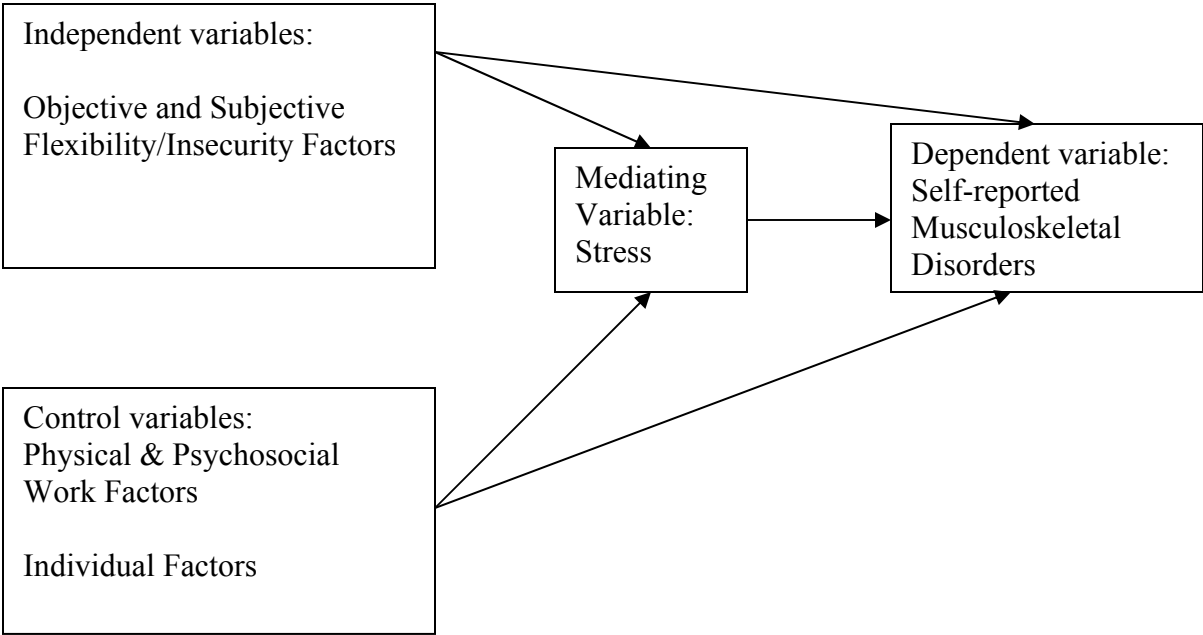 Independent variables:
Objective and Subjective
Flexibility/Insecurity Factors
Mediating
Variable:
Stress
Dependent variable:
Self-reported
Musculoskeletal
Disorders
Control variables:
Physical & Psychosocial
Work Factors
Individual Factors